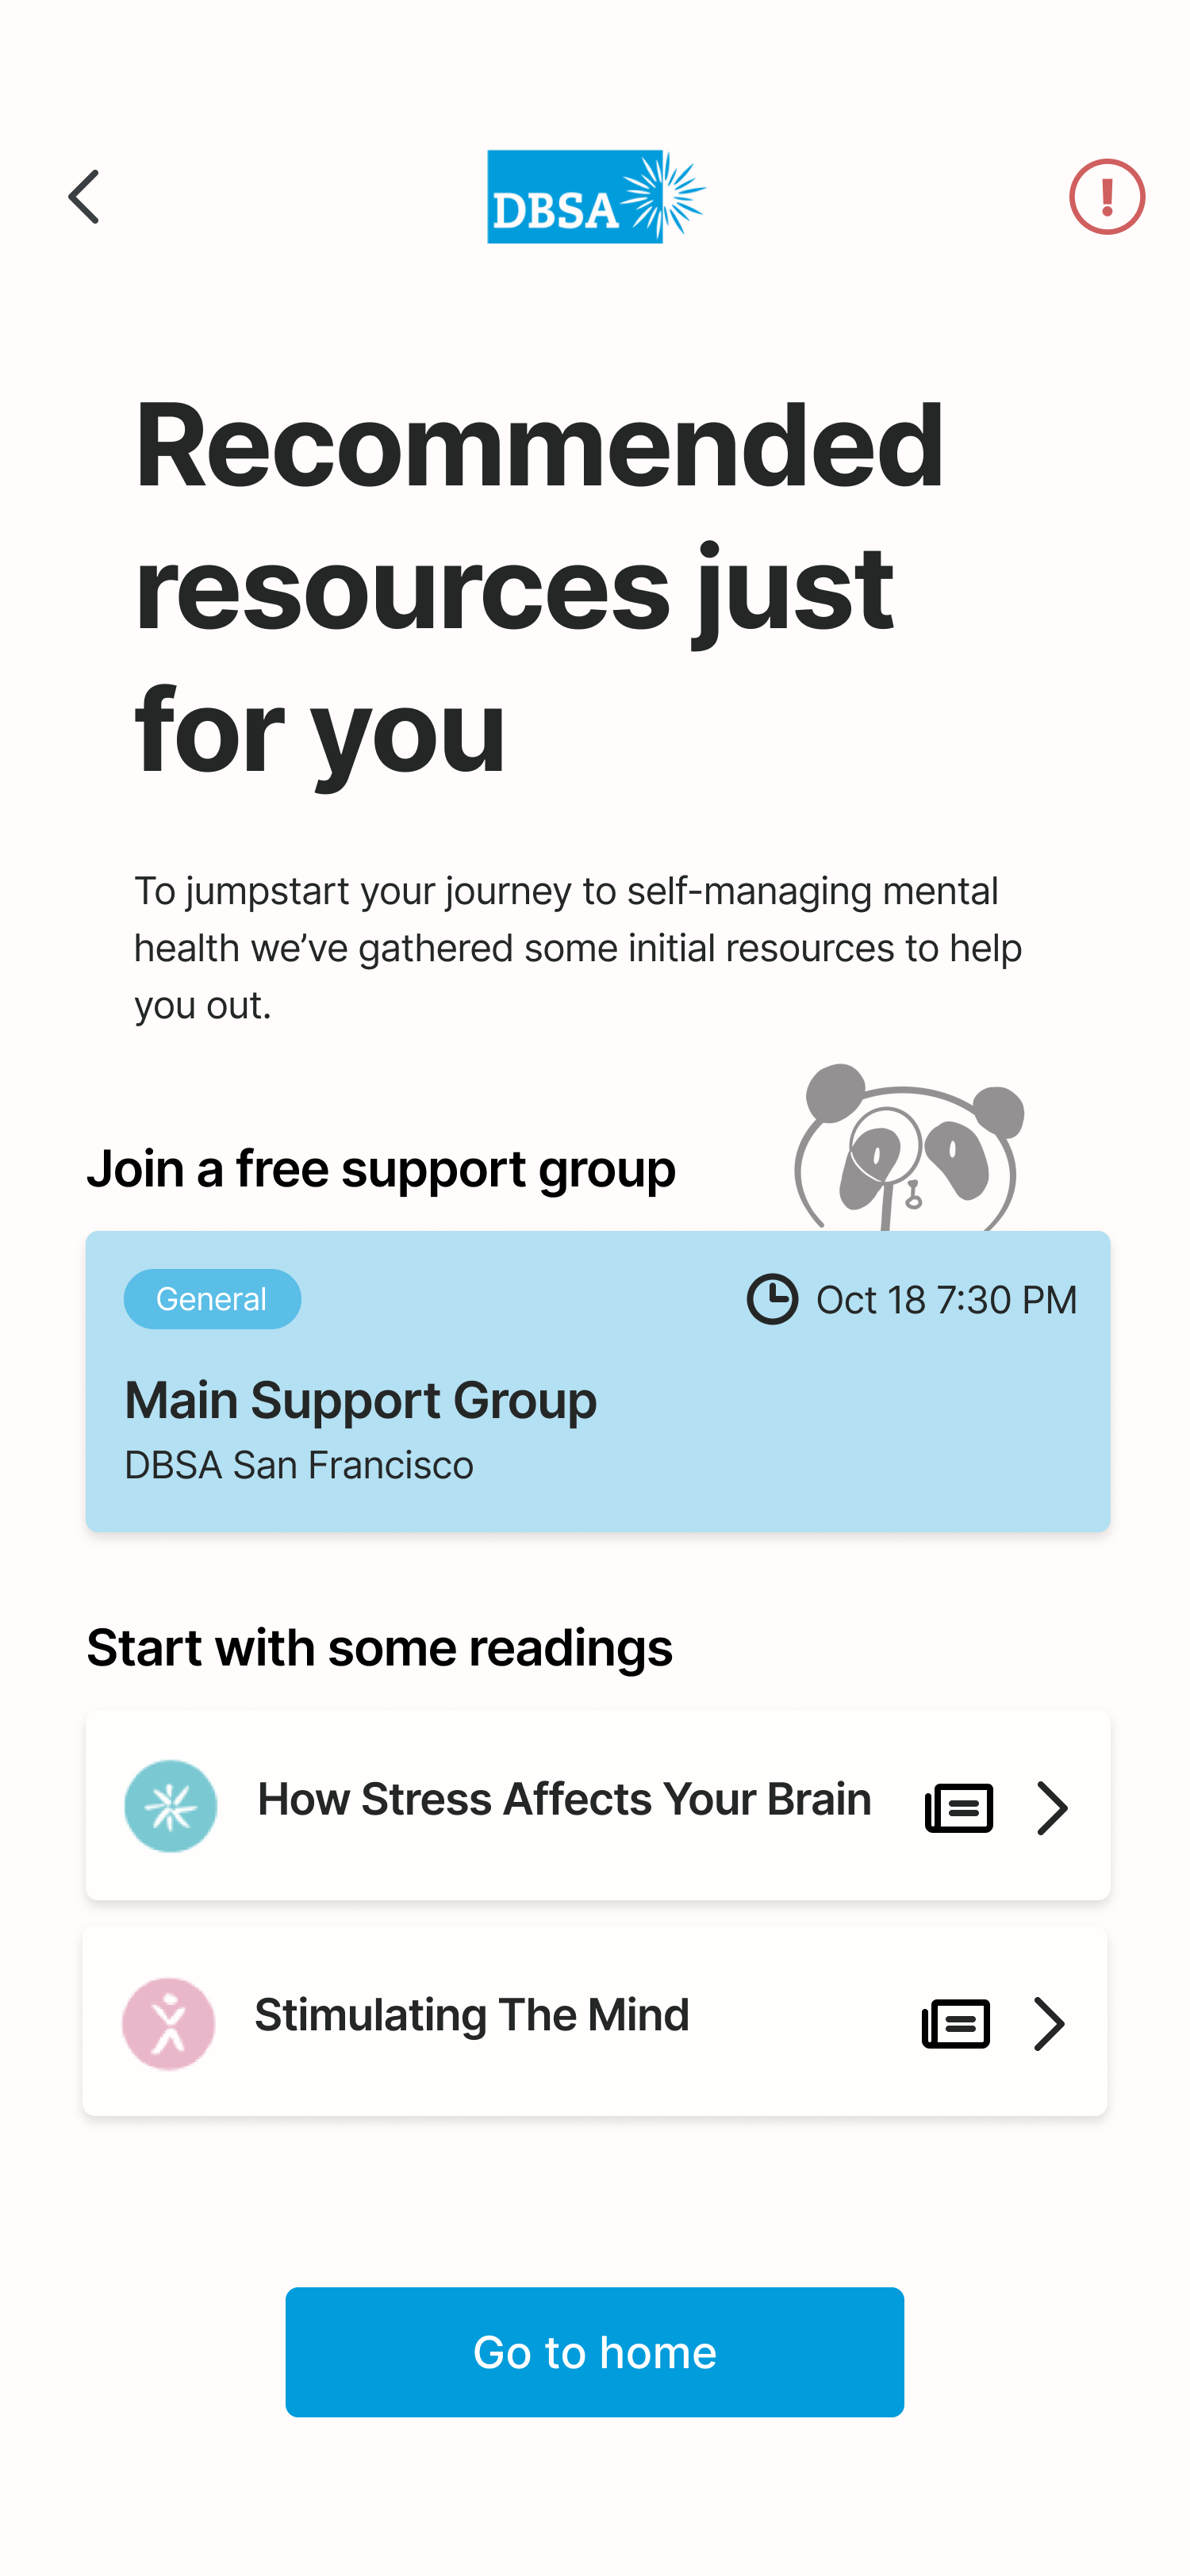 DBSA
Recommended
resources just
for you
To jumpstart your journey to self-managing mental
health we’ve gathered some initial resources to help
you out.
Join a free support group
General
Oct 18 7:30 PM
Main Support Group
DBSA San Francisco
Start with some readings
How Stress Affects Your Brain
Stimulating The Mind
Go to home